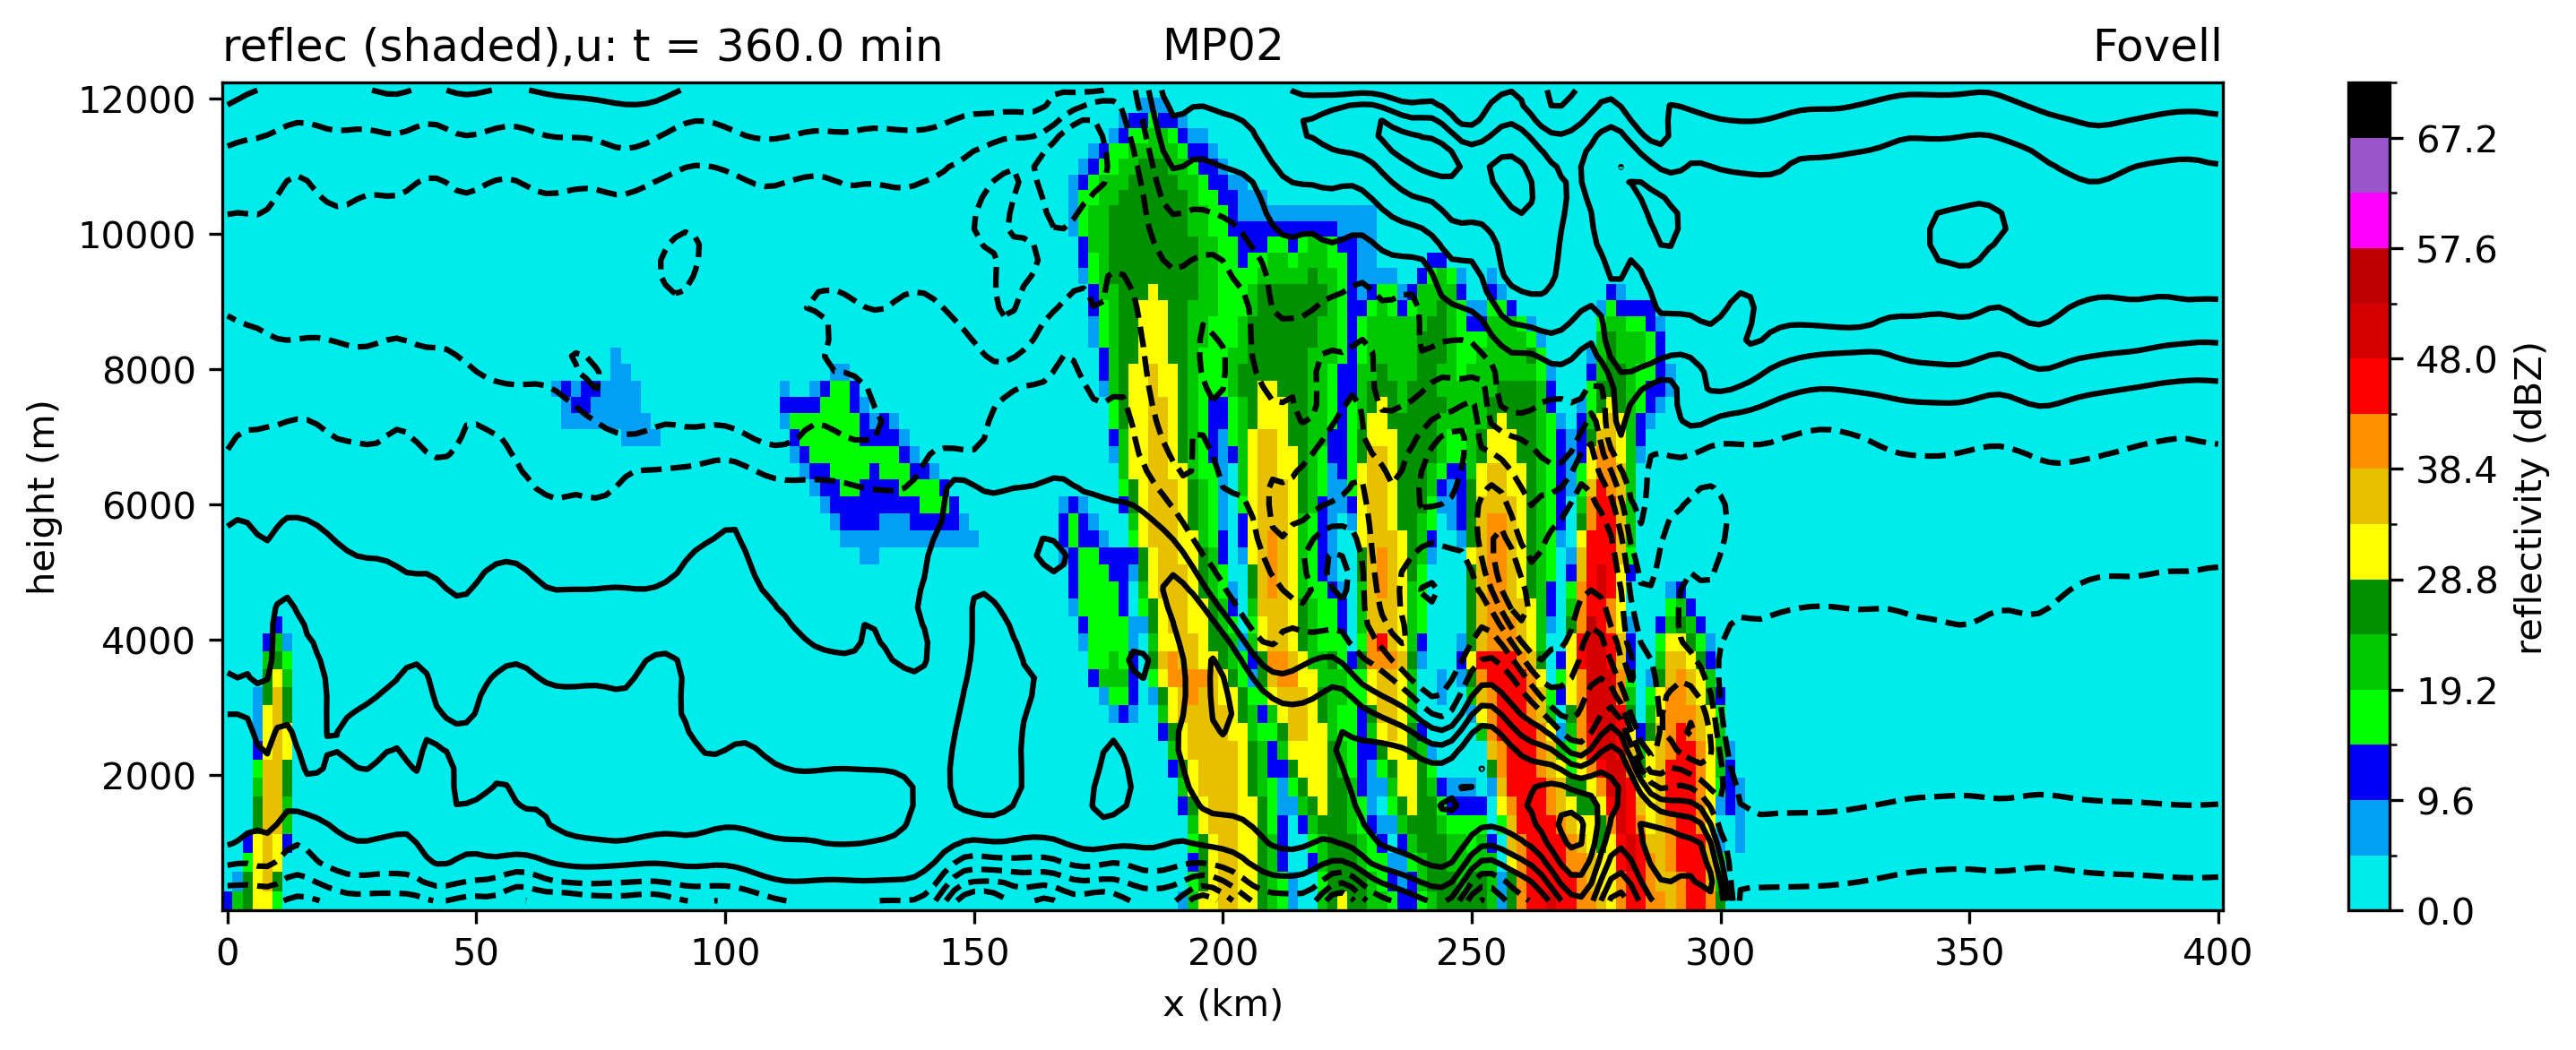 reflec (shaded),u: t = 360.0 min MP02 Fovell
12000
10000
8000
6000
4000
2000
height (m)
0 50 100 150 200 250 300 350 400
x (km)
67.2
57.6
48.0
38.4
28.8
19.2
9.6
0.0
reflectivity (dBZ)